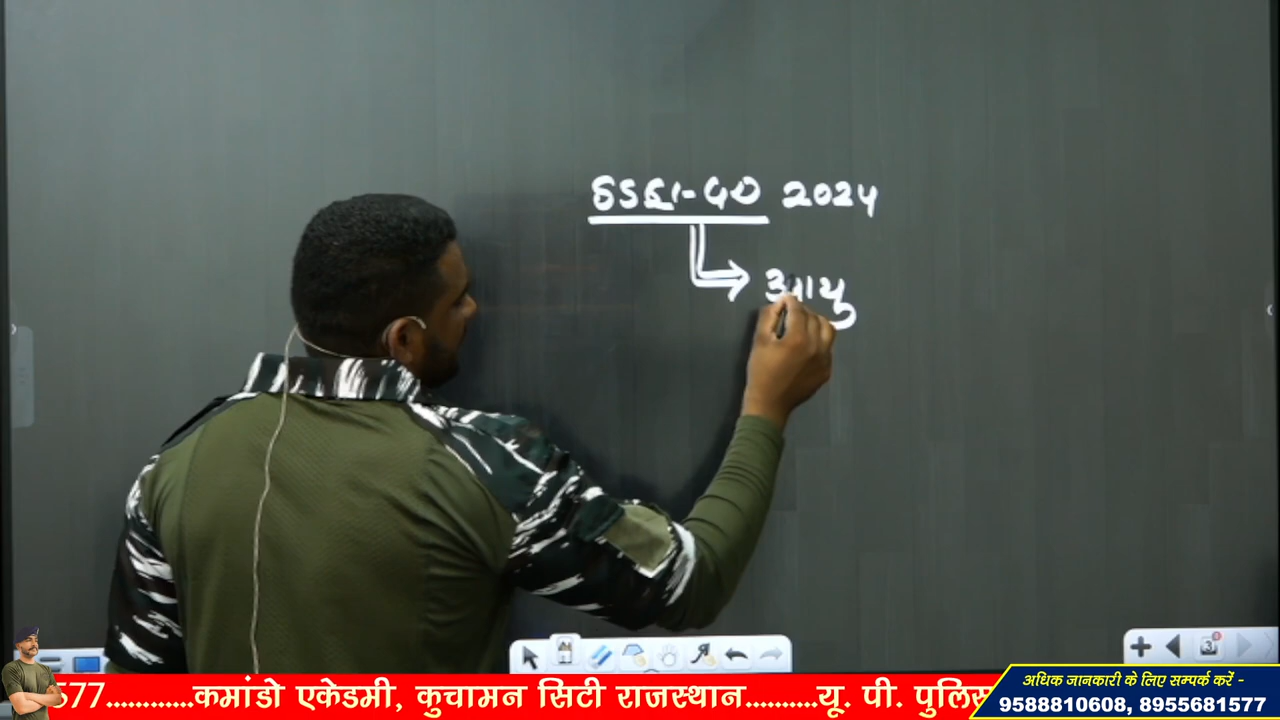 SSC-GD 2024
आयु
577............कमांडो एकेडमी, कुचामन सिटी राजस्थान..........यू. पी. पुलिस
अधिक जानकारी के लिए सम्पर्क करें -
9588810608, 8955681577